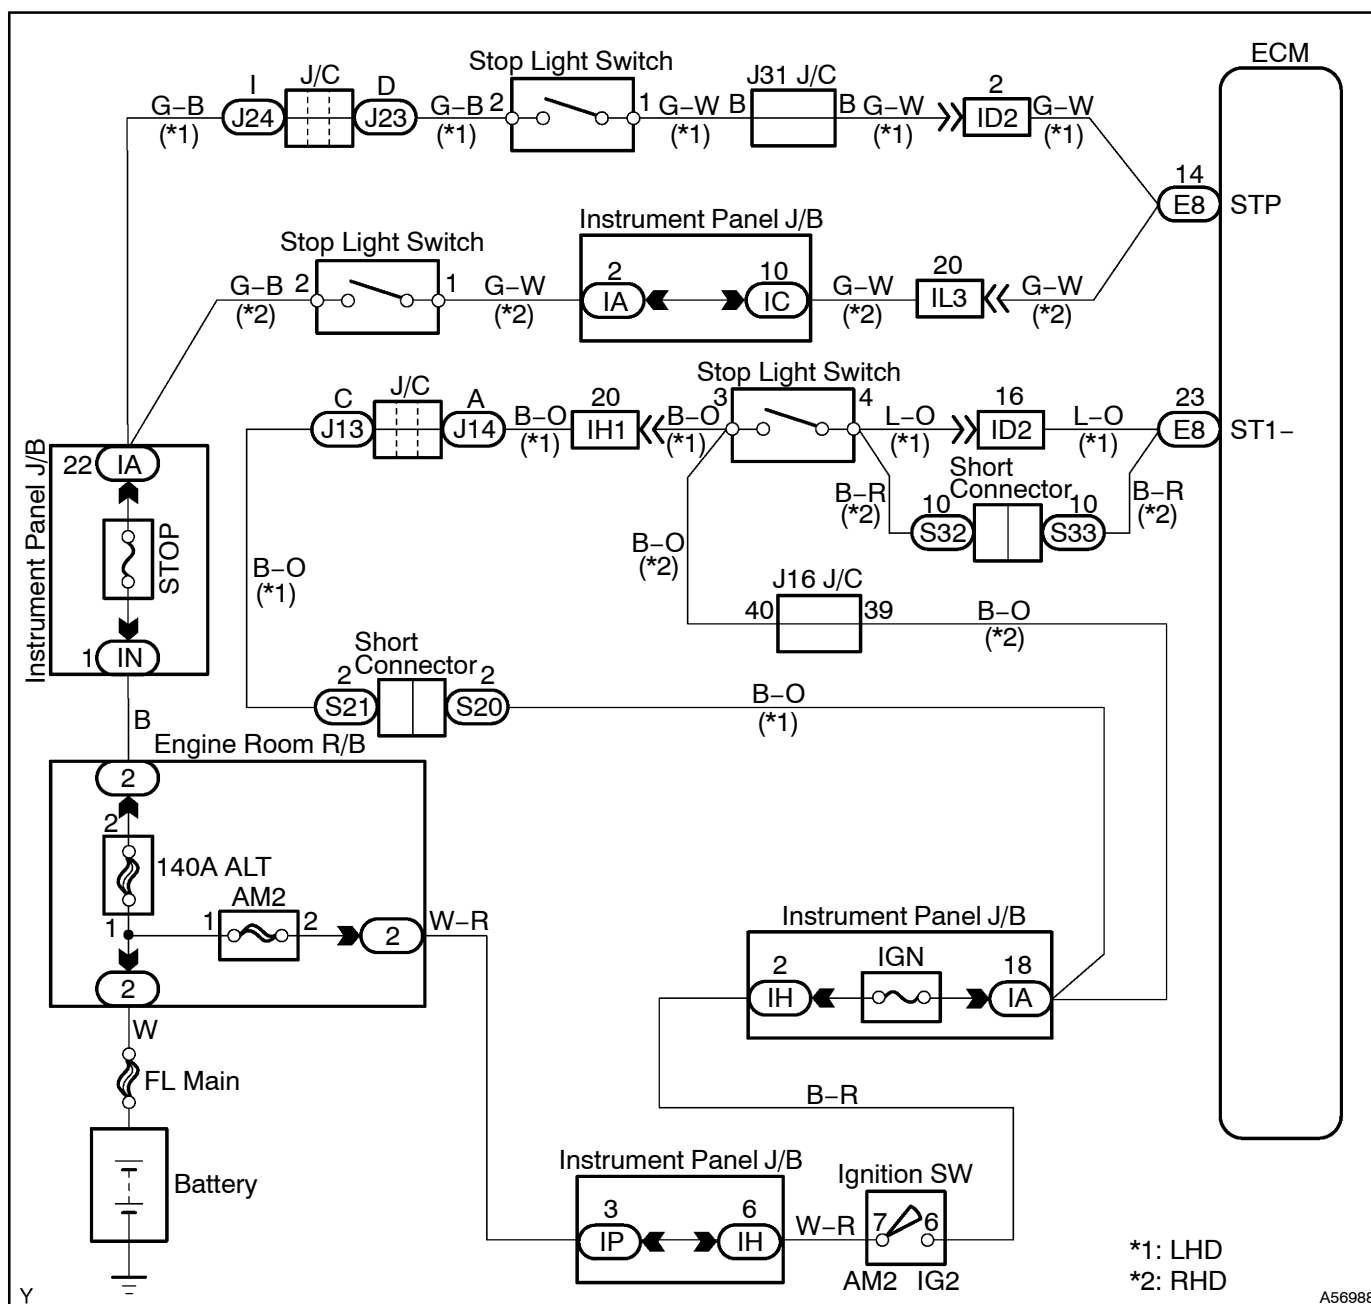 ECM
Stop Light Switch
I J/C D
J31 J/C
2
G–B J24 J23 G–B 2 1 G–W B B G–W ID2 G–W
(*1) (*1) (*1) (*1) (*1)
14
E8 STP
Instrument Panel J/B
Stop Light Switch
G–B 2 1 G–W 2 10 G–W 20 G–W
(*2) (*2) IA IC (*2) IL3 (*2)
Stop Light Switch
C J/C A 20 3 4 16 23
J13 J14 B–O IH1 B–O L–O ID2 L–O E8 ST1–
(*1) (*1) (*1) (*1)
Short
Connector
B–R 10 10 B–R
(*2) S32 S33 (*2)
22 IA
Instrument Panel J/B
STOP
1 IN
B–O
(*1)
B–O
(*2)
J16 J/C
40 39 B–O
(*2)
Short
Connector
2 2
S21 S20
B–O
(*1)
B
Engine Room R/B
2
2
140A ALT
AM2
1 1 2 2 W–R
2
W
FL Main
Battery
Instrument Panel J/B
2 IGN 18
IH IA
B–R
Instrument Panel J/B
3 6
IP IH W–R
Ignition SW
7 6
AM2 IG2
*1: LHD
*2: RHD
Y
A56988